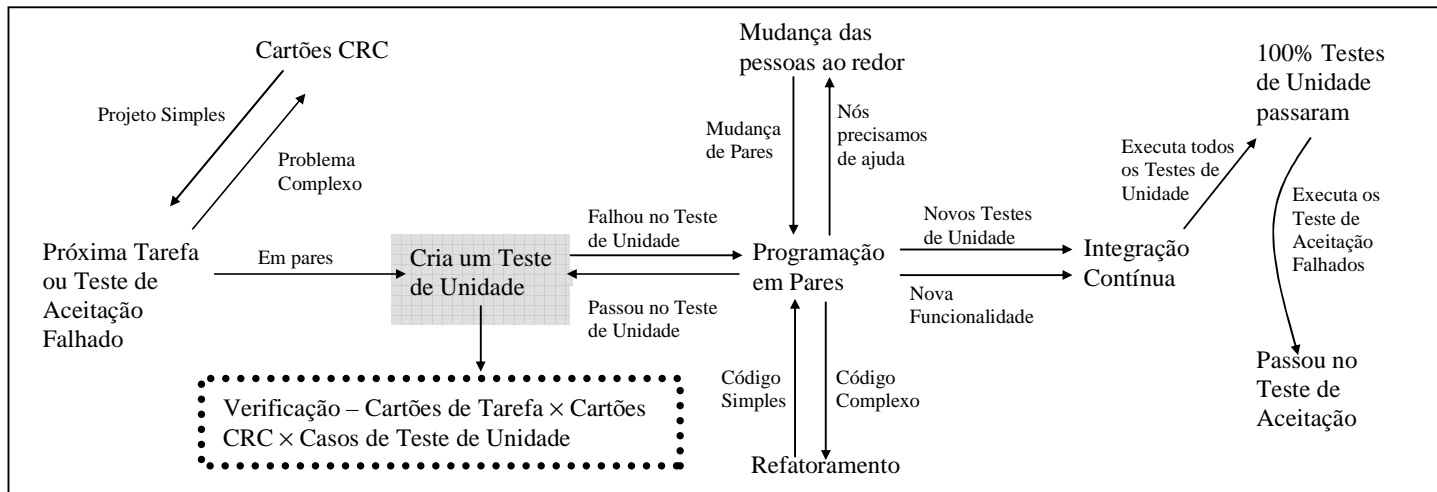 Cartões CRC
Projeto Simples
Problema
Complexo
Próxima Tarefa
ou Teste de
Aceitação
Falhado
Em pares
Cria um Teste
de Unidade
Falhou no Teste
de Unidade
Passou no Teste
de Unidade
Verificação – Cartões de Tarefa × Cartões
CRC × Casos de Teste de Unidade
Mudança das
pessoas ao redor
Mudança
de Pares
Nós
precisamos
de ajuda
Programação
em Pares
Código
Simples
Código
Complexo
Refatoramento
Novos Testes
de Unidade
Nova
Funcionalidade
Integração
Contínua
Executa todos
os Testes de
Unidade
100% Testes
de Unidade
passaram
Executa os
Teste de
Aceitação
Falhados
Passou no
Teste de
Aceitação